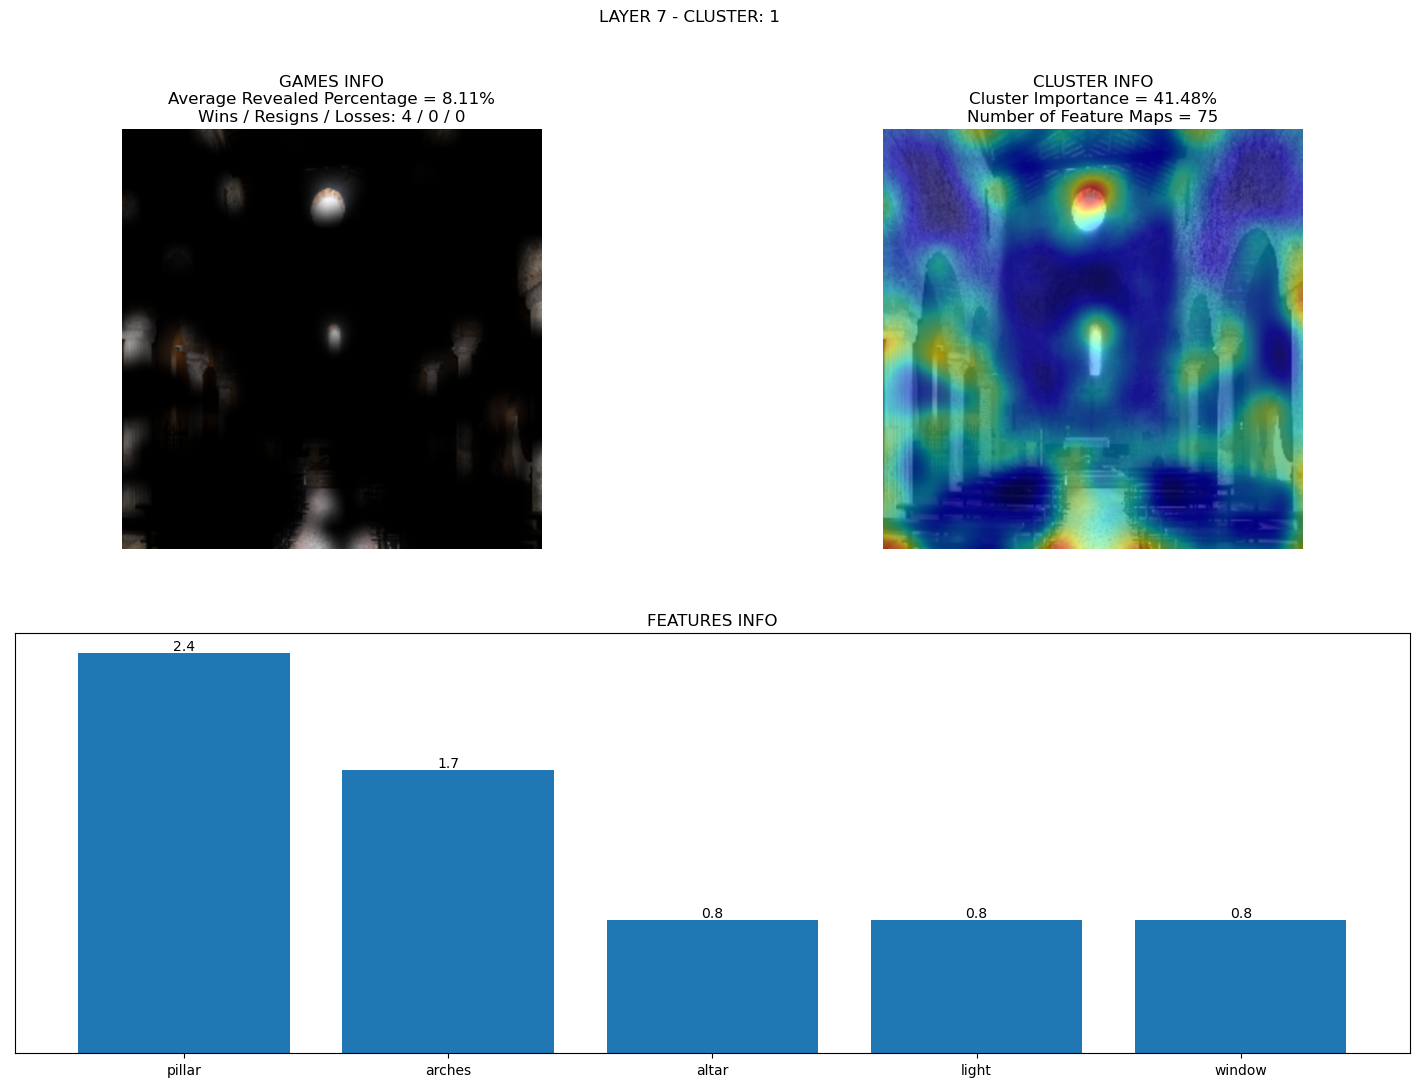 LAYER 7 - CLUSTER: 1
GAMES INFO
Average Revealed Percentage = 8.11%
Wins / Resigns / Losses: 4 / 0 / 0
CLUSTER INFO
Cluster Importance = 41.48%
Number of Feature Maps = 75
FEATURES INFO
2.4
1.7
0.8
0.8
0.8
pillar
arches
altar
light
window